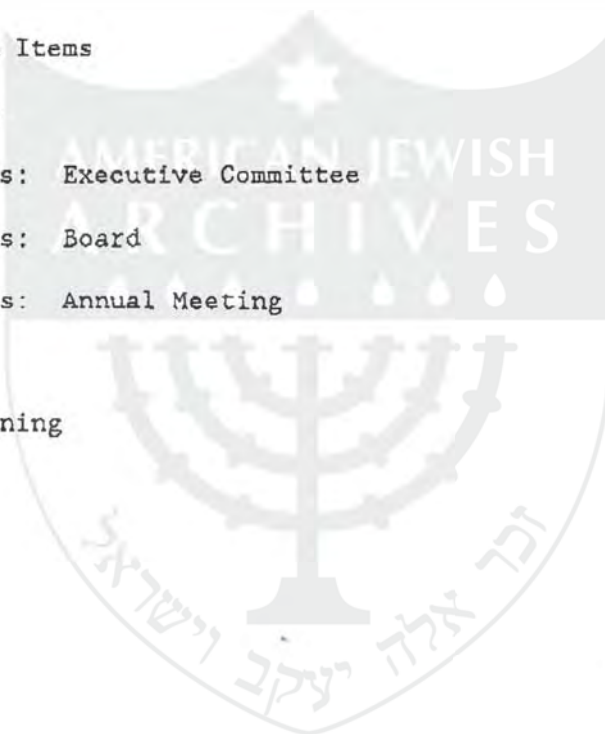 Items
s: Executive Committee
AMERICAN JEWISH
s: Board
ARCHIVES
s: Annual Meeting
ning
זכר אלה יעקב וישראל